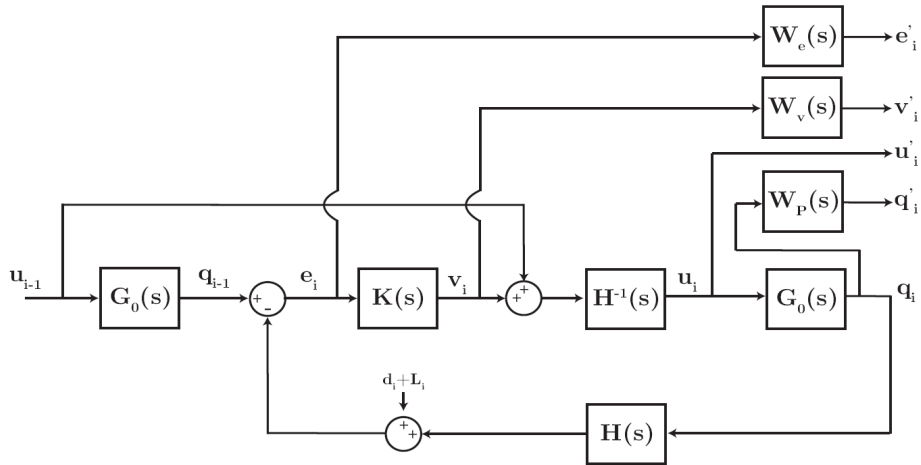 W_e(s)
e'_i
W_v(s)
v'_i
u'_i
W_P(s)
q'_i
u_{i-1}
G_0(s)
q_{i-1}
+
-
e_i
K(s)
v_i
+
+
H^{-1}(s)
u_i
G_0(s)
q_i
d_i+L_i
+
+
H(s)